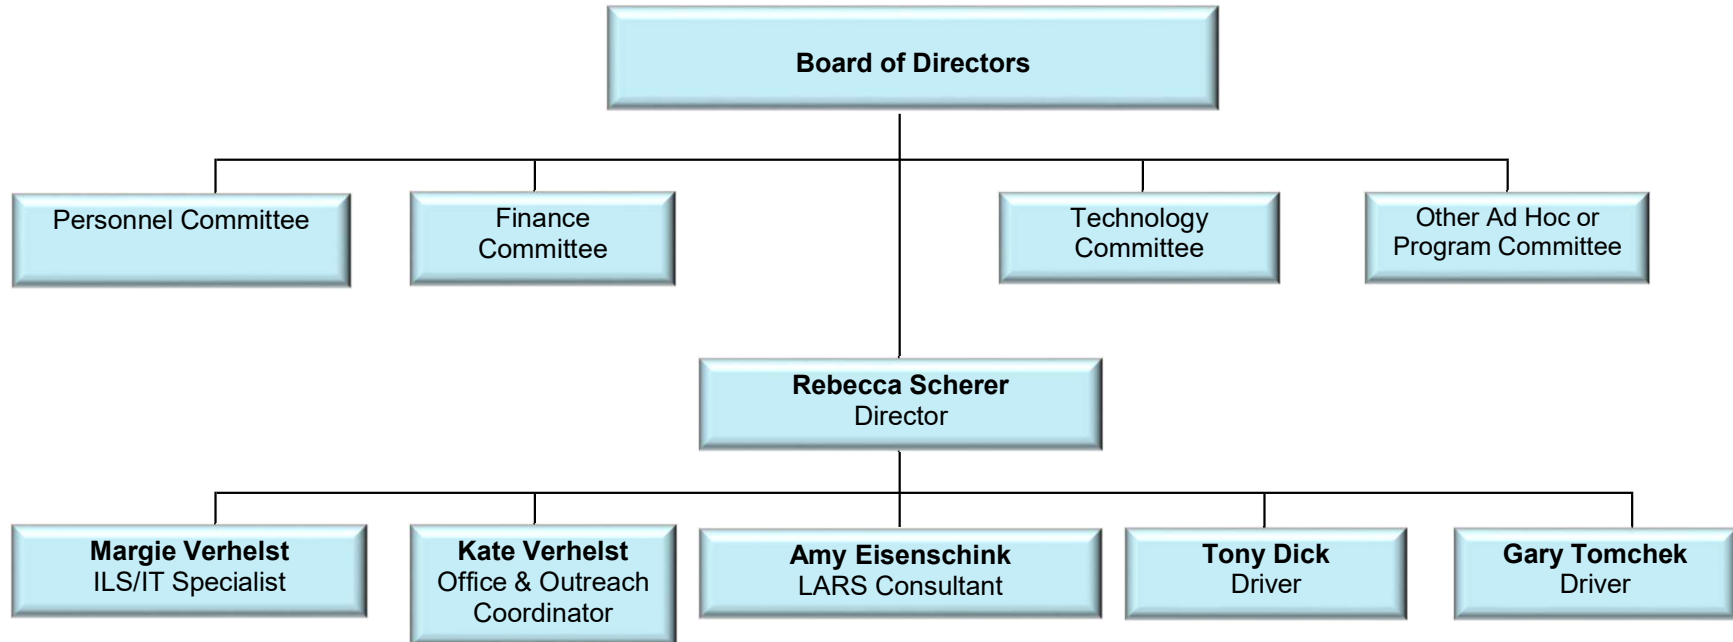 Board of Directors
Personnel Committee
Finance
Committee
Technology
Committee
Other Ad Hoc or
Program Committee
Rebecca Scherer
Director
Margie Verhelst
ILS/IT Specialist
Kate Verhelst
Office & Outreach
Coordinator
Amy Eisenschink
LARS Consultant
Tony Dick
Driver
Gary Tomchek
Driver